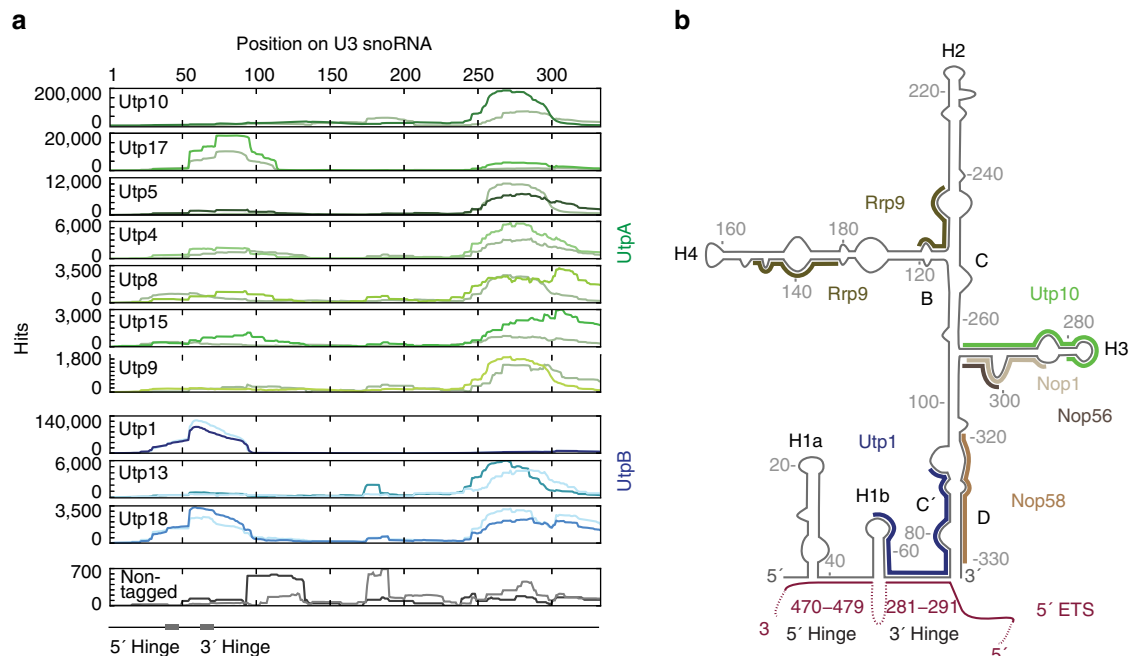 a
Position on U3 snoRNA
1 50 100 150 200 250 300
200,000
0
Utp10
20,000
0
Utp17
12,000
0
Utp5
6,000
0
Utp4
3,500
0
Utp8
3,000
0
Utp15
1,800
0
Utp9
140,000
0
Utp1
6,000
0
Utp13
3,500
0
Utp18
700
0
Non-
tagged
Hits
UtpA
UtpB
5´ Hinge 3´ Hinge
b
H2
220-
-240
Rrp9
160
180
H4
120
C
140
Rrp9
B
Utp10
-260
280
H3
Nop1
300
100-
Nop56
-320
H1a
Utp1
20-
H1b
C´
Nop58
80-
D
-60
40
-330
5´
3´
470–479
281–291
5´ ETS
3
5´ Hinge
3´ Hinge
5´